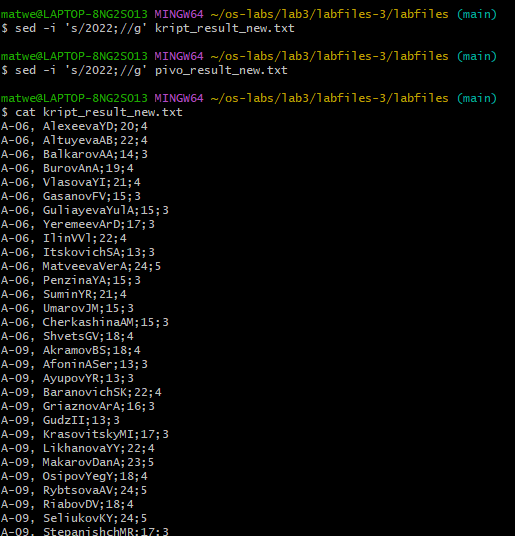 matwe@LAPTOP-8NG2SO13 MINGW64 ~/os-labs/lab3/labfiles-3/labfiles (main)
$ sed -i 's/2022;//g' kript_result_new.txt
matwe@LAPTOP-8NG2SO13 MINGW64 ~/os-labs/lab3/labfiles-3/labfiles (main)
$ sed -i 's/2022;//g' pivo_result_new.txt
matwe@LAPTOP-8NG2SO13 MINGW64 ~/os-labs/lab3/labfiles-3/labfiles (main)
$ cat kript_result_new.txt
A-06, AlexeevaYD;20;4
A-06, AltuyevaAB;22;4
A-06, BalkarovAA;14;3
A-06, BurovAnA;19;4
A-06, VlasovaYI;21;4
A-06, GasanovFV;15;3
A-06, GuliayevaYulA;15;3
A-06, YeremeevArD;17;3
A-06, IlinVVl;22;4
A-06, ItskovichSA;13;3
A-06, MatveevaVerA;24;5
A-06, PenzinaYA;15;3
A-06, SuminYR;21;4
A-06, UmarovJM;15;3
A-06, CherkashinaAM;15;3
A-06, ShvetsGV;18;4
A-09, AkramovBS;18;4
A-09, AfoninASer;13;3
A-09, AyupovYR;13;3
A-09, BaranovichSK;22;4
A-09, GriaznovArA;16;3
A-09, GudzII;13;3
A-09, KrasovitskyMI;17;3
A-09, LikhanovaYY;22;4
A-09, MakarovDanA;23;5
A-09, OsipovYegY;18;4
A-09, RybtsovaAV;24;5
A-09, RiabovDV;18;4
A-09, SeliukovKY;24;5
A-09, StepanishchMR;17;3